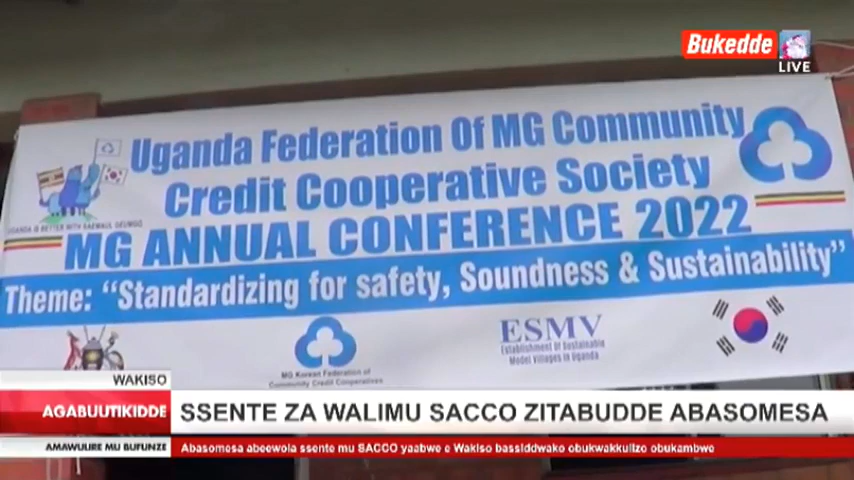 Bukedde
LIVE
Uganda Federation Of MG Community
Credit Cooperative Society
MG ANNUAL CONFERENCE 2022
UGANDA IS BETTER WITH SAEMAUL GEUMGO
Theme: “Standardizing for safety, Soundness & Sustainability”
MG Korean Federation of
Community Credit Cooperatives
ESMV
Establishment of Sustainable
Model Villages in Uganda
WAKISO
AGABUUTIKIDDE
SSENTE ZA WALIMU SACCO ZITABUDDE ABASOMESA
AMAWULIRE MU BUFUNZE
Abasomesa abeewola ssente mu SACCO yaabwe e Wakiso bassiddwako obukwakkulizo obukambwe